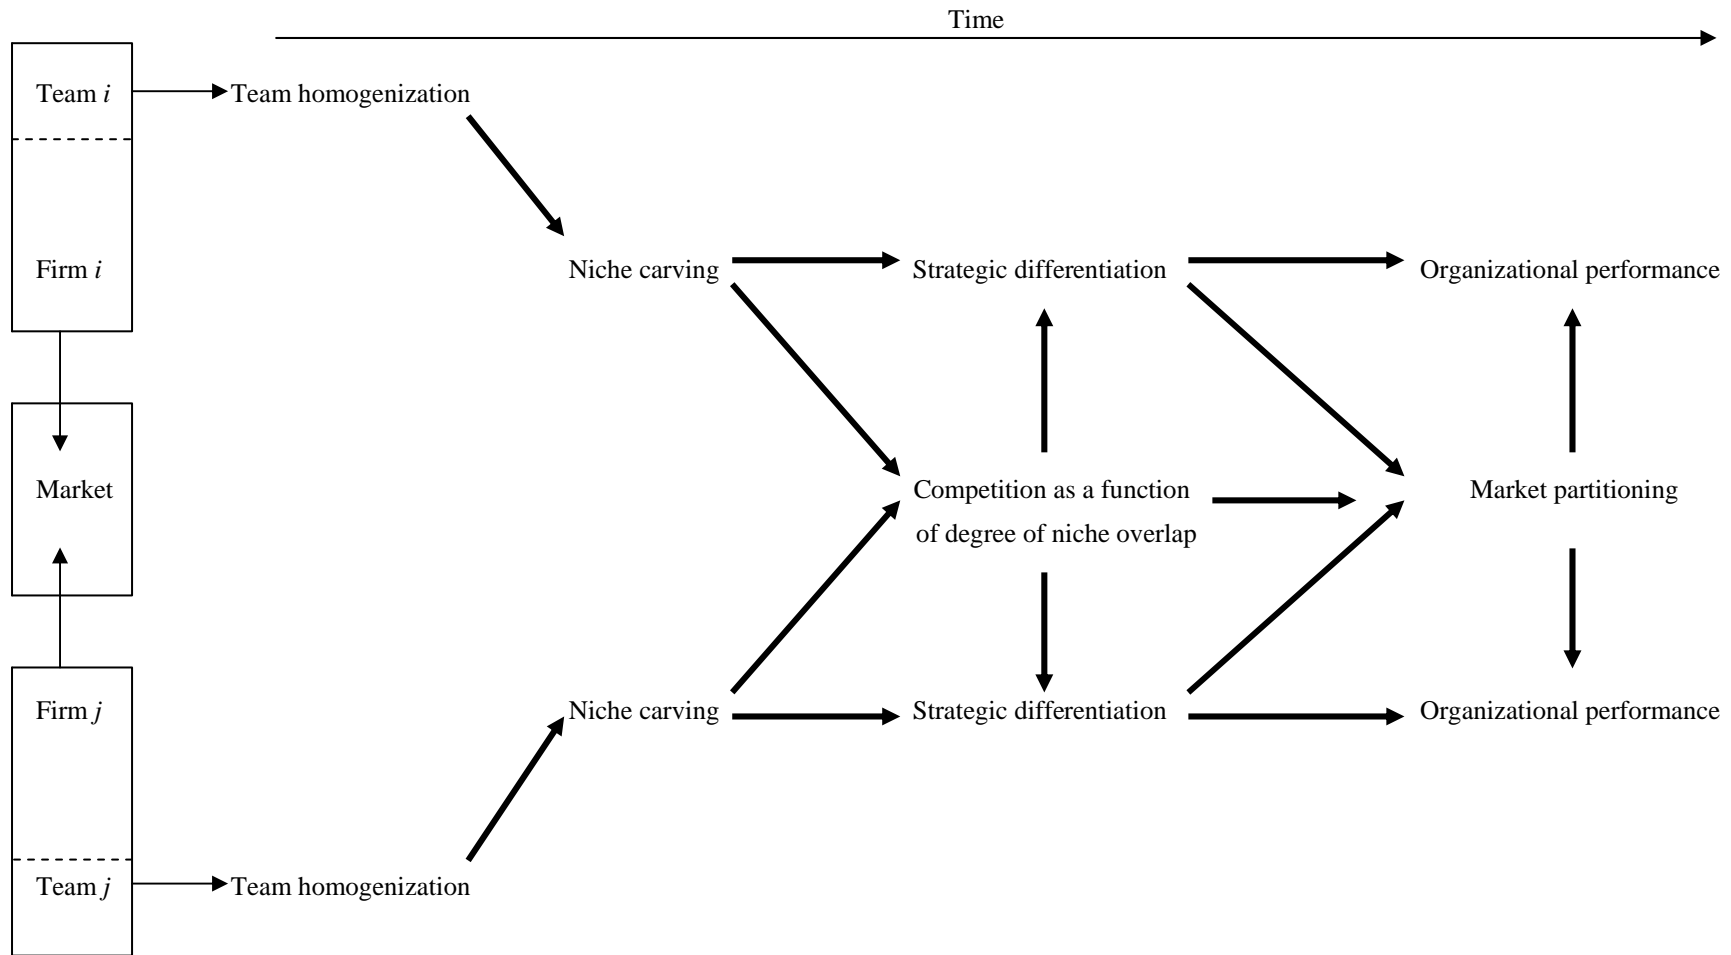 Time
Team i
Team homogenization
Firm i
Niche carving
Strategic differentiation
Organizational performance
Market
Competition as a function
of degree of niche overlap
Market partitioning
Firm j
Niche carving
Strategic differentiation
Organizational performance
Team j
Team homogenization